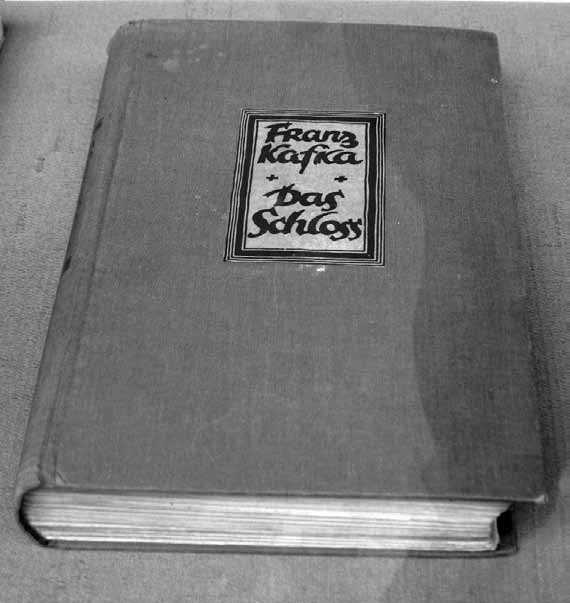 Franz
Kafka
+ +
Das
Schloss